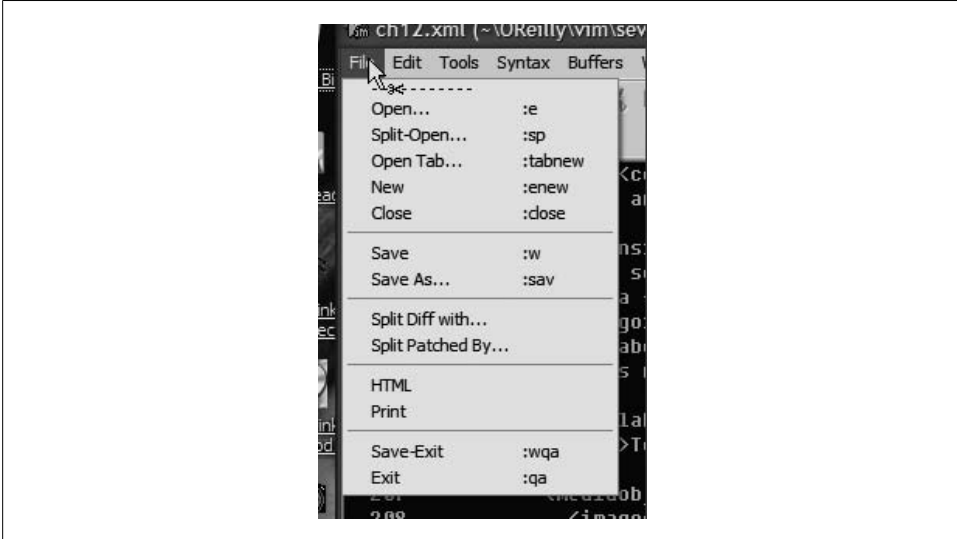 ch12.xml (~\OReilly\vim\sev
File Edit Tools Syntax Buffers
Open... :e
Split-Open... :sp
Open Tab... :tabnew
New :enew
Close :close
Save :w
Save As... :sav
Split Diff with...
Split Patched By...
HTML
Print
Save-Exit :wqa
Exit :qa